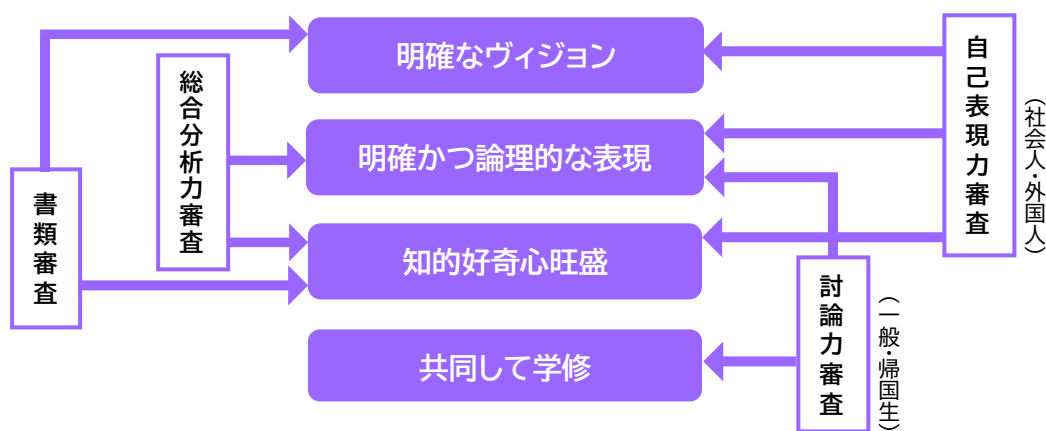 明確なヴィジョン
明確かつ論理的な表現
知的好奇心旺盛
共同して学修
書類審査
総合分析力審査
自己表現力審査
（社会人・外国人）
討論力審査
（一般・帰国生）